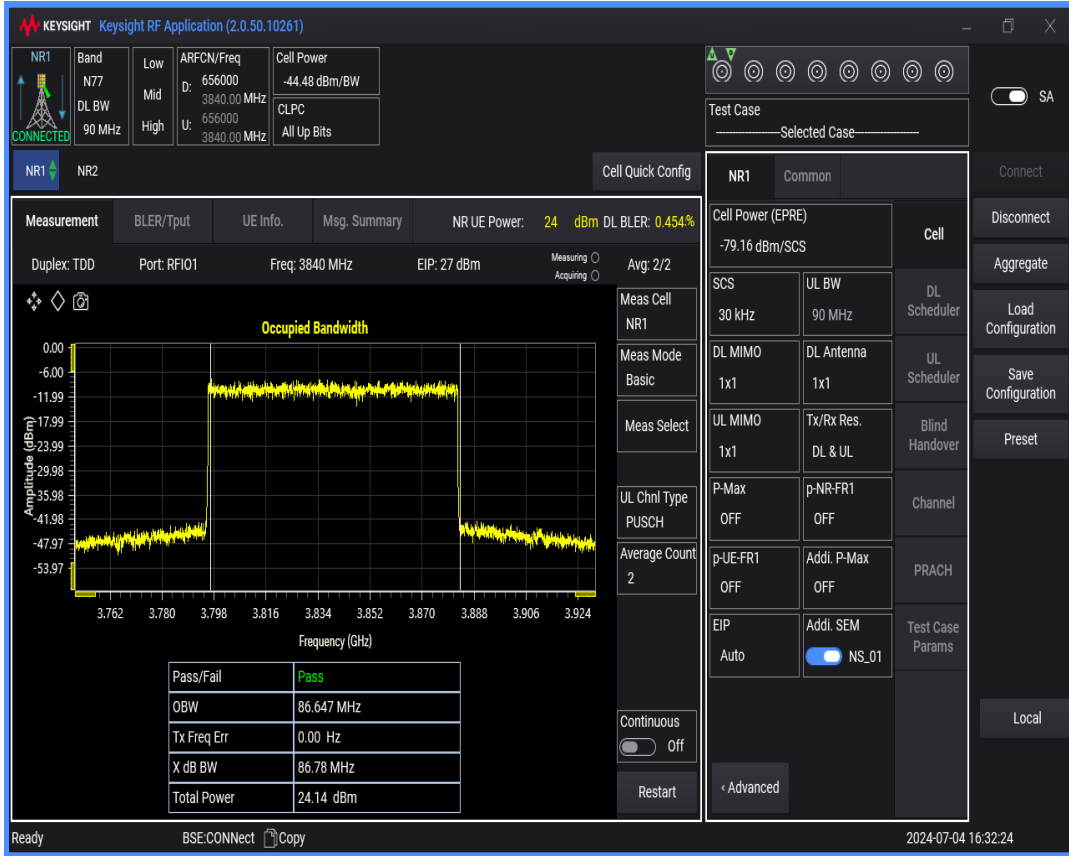 KEYSIGHT Keysight RF Application (2.0.50.10261)
NR1
CONNECTED
Band
N77
DL BW
90 MHz
Low
Mid
High
ARFCN/Freq
D: 656000
3840.00 MHz
U: 656000
3840.00 MHz
Cell Power
-44.48 dBm/BW
CLPC
All Up Bits
Test Case
--------------------Selected Case------------------
SA
NR1 NR2 Cell Quick Config
Measurement BLER/Tput UE Info. Msg. Summary NR UE Power: 24 dBm DL BLER: 0.454%
Duplex: TDD Port: RFIO1 Freq: 3840 MHz EIP: 27 dBm Measuring
Acquiring
Avg: 2/2
Occupied Bandwidth
Amplitude (dBm)
0.00
-6.00
-11.99
-17.99
-23.99
-29.98
-35.98
-41.98
-47.97
-53.97
3.762 3.780 3.798 3.816 3.834 3.852 3.870 3.888 3.906 3.924
Frequency (GHz)
Pass/Fail Pass
OBW 86.647 MHz
Tx Freq Err 0.00 Hz
X dB BW 86.78 MHz
Total Power 24.14 dBm
Meas Cell
NR1
Meas Mode
Basic
Meas Select
UL Chnl Type
PUSCH
Average Count
2
Continuous
Off
Restart
NR1 Common
Cell Power (EPRE)
-79.16 dBm/SCS
SCS
30 kHz
UL BW
90 MHz
DL MIMO
1x1
DL Antenna
1x1
UL MIMO
1x1
Tx/Rx Res.
DL & UL
P-Max
OFF
p-NR-FR1
OFF
p-UE-FR1
OFF
Addi. P-Max
OFF
EIP
Auto
Addi. SEM
NS_01
‹ Advanced
Cell
DL
Scheduler
UL
Scheduler
Blind
Handover
Channel
PRACH
Test Case
Params
Connect
Disconnect
Aggregate
Load
Configuration
Save
Configuration
Preset
Local
Ready BSE:CONNect Copy 2024-07-04 16:32:24